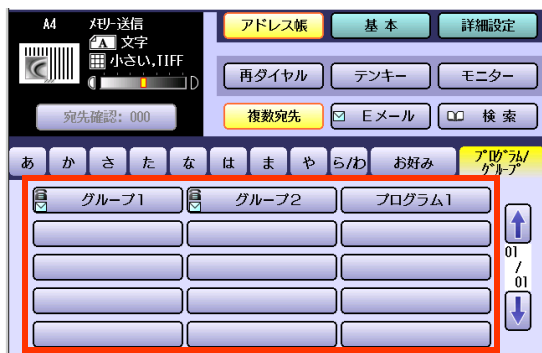 A4 ﾒﾓﾘｰ送信
A 文字
小さい,TIFF
D
宛先確認: 000
アドレス帳 基本 詳細設定
再ダイヤル テンキー モニター
複数宛先 Eメール 検索
あ か さ た な は ま や ら/わ お好み ﾌﾟﾛｸﾞﾗﾑ/
ｸﾞﾙｰﾌﾟ
グループ1 グループ2 プログラム1
01
/
01